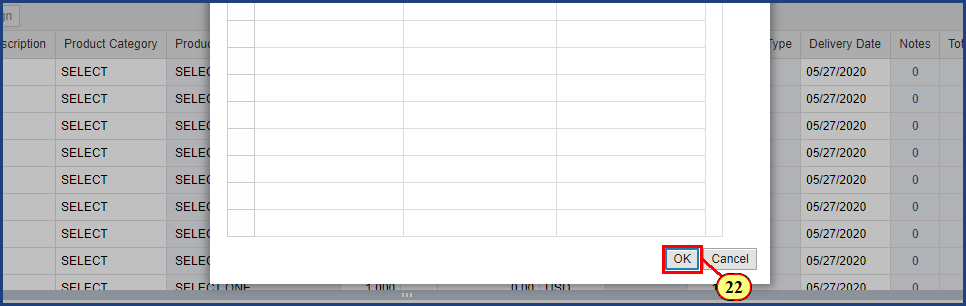 gn
scription Product Category Produ Type Delivery Date Notes Tot
SELECT SELEC 05/27/2020 0
SELECT SELEC 05/27/2020 0
SELECT SELEC 05/27/2020 0
SELECT SELEC 05/27/2020 0
SELECT SELEC 05/27/2020 0
SELECT SELEC 05/27/2020 0
SELECT SELEC 05/27/2020 0
SELECT SELEC 05/27/2020 0
OK Cancel
SELECT SELECT ONE 1.000 0.00 USD 05/27/2020 0
22